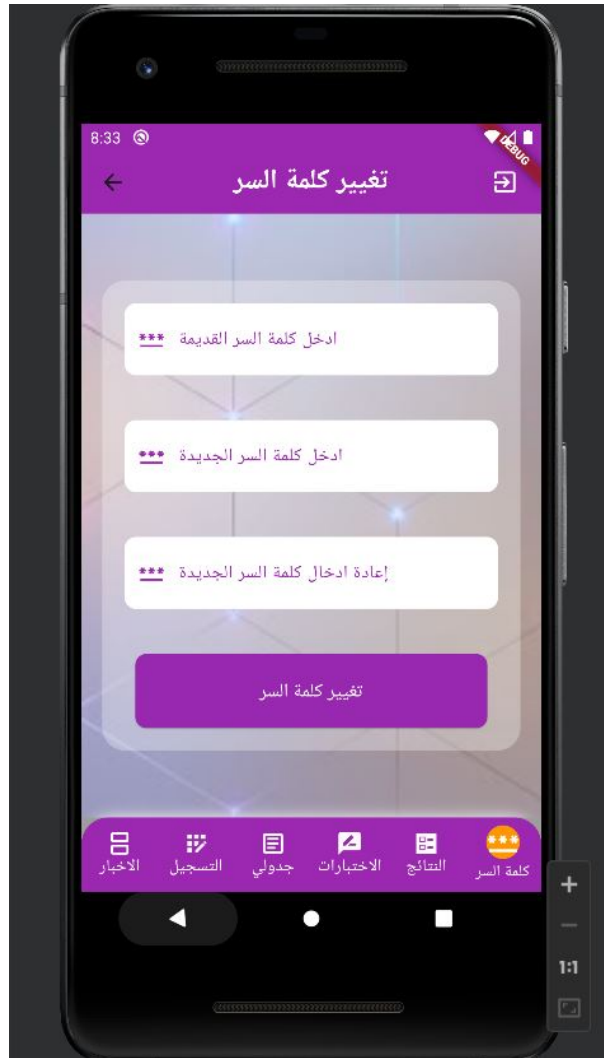 8:33
DEBUG
تغيير كلمة السر
ادخل كلمة السر القديمة ***
ادخل كلمة السر الجديدة ***
إعادة ادخال كلمة السر الجديدة ***
تغيير كلمة السر
كلمة السر
النتائج
الاختبارات
جدولي
التسجيل
الاخبار
1:1